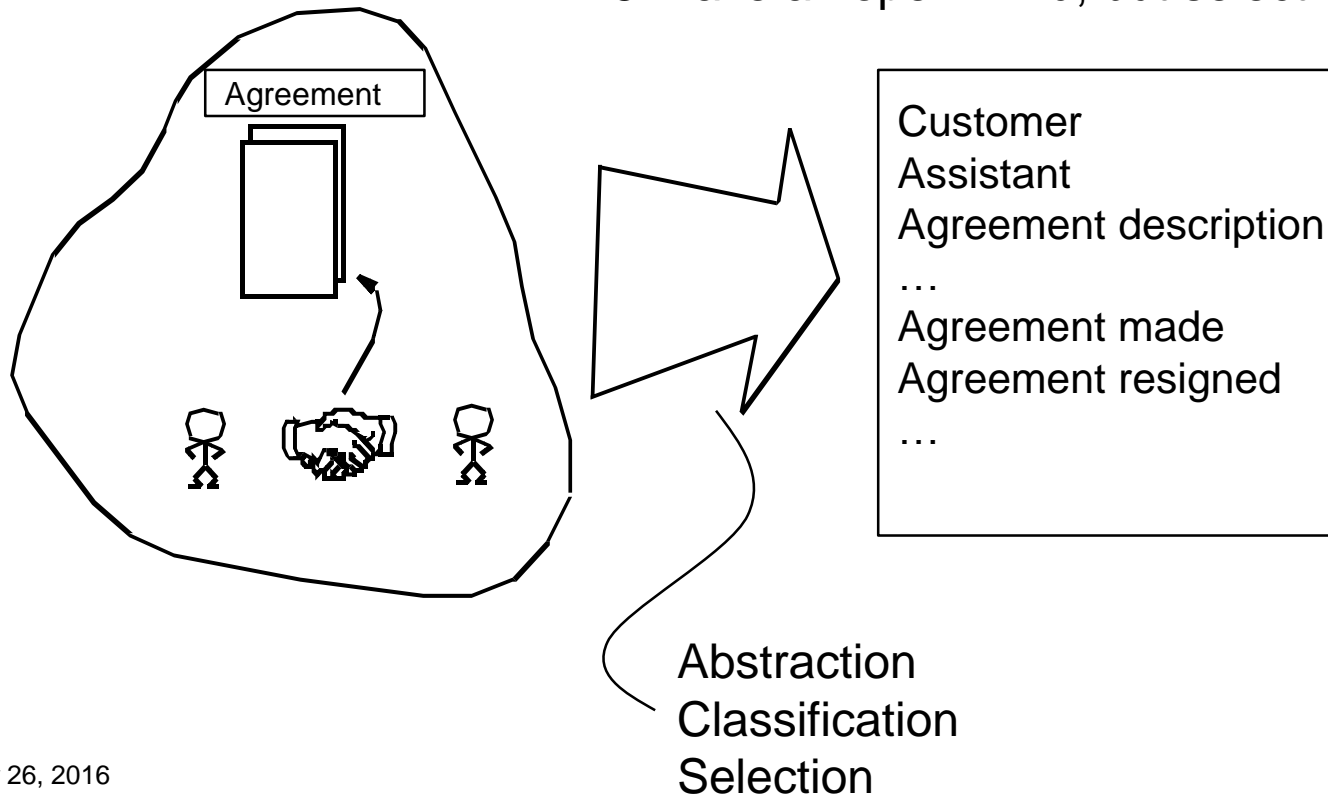 Agreement
Customer
Assistant
Agreement description
…
Agreement made
Agreement resigned
…
Abstraction
Classification
Selection
26, 2016